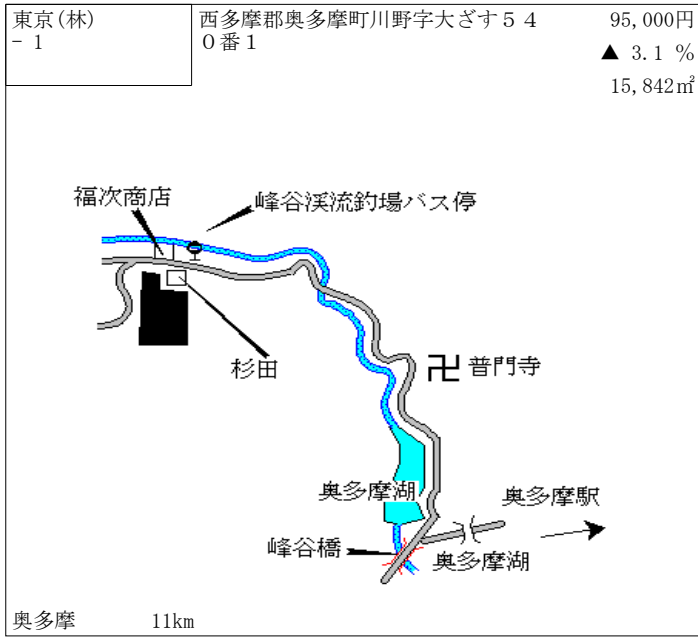 東京(林)
- 1
西多摩郡奥多摩町川野字大ざす５４
０番１
95,000円
▲ 3.1 %
15,842㎡
福次商店
峰谷渓流釣場バス停
杉田
卍 普門寺
奥多摩湖
奥多摩駅
峰谷橋
奥多摩湖
奥多摩 11km